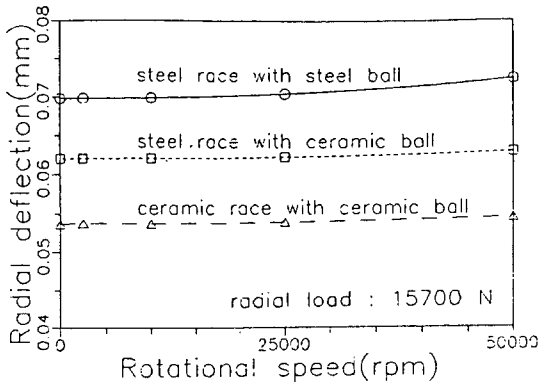 0.08
steel race with steel ball
0.07
steel race with ceramic ball
0.06
ceramic race with ceramic ball
0.05
radial load : 15700 N
0.04
0.0
25000
50000
Radial deflection(mm)
Rotational speed(rpm)